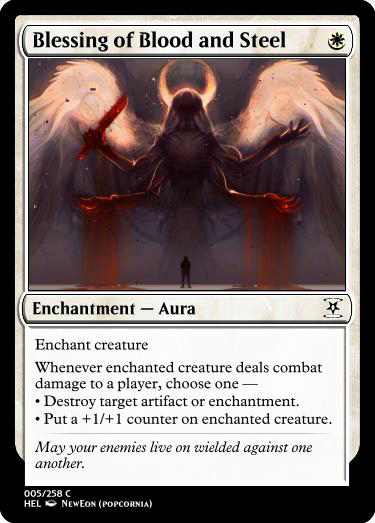 Blessing of Blood and Steel
Enchantment — Aura
Enchant creature
Whenever enchanted creature deals combat
damage to a player, choose one —
• Destroy target artifact or enchantment.
• Put a +1/+1 counter on enchanted creature.
May your enemies live on wielded against one
another.
005/258 C
HEL NewEon (popcornia)